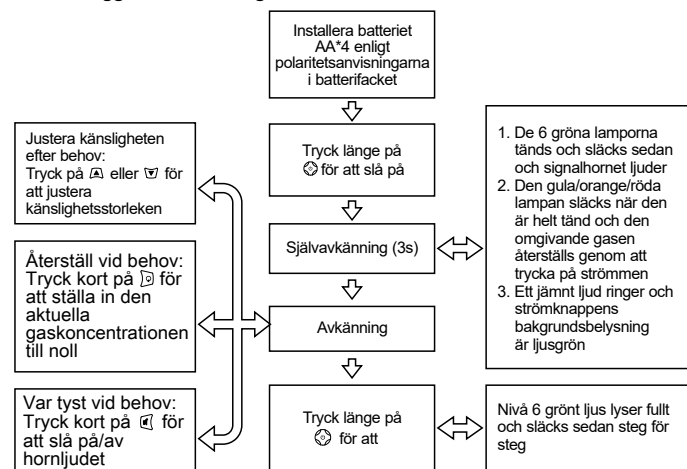 Installera batteriet
AA*4 enligt
polaritetsanvisningarna
i batterifacket
Justera känsligheten
efter behov:
Tryck på eller för
att justera
känslighetsstorleken
Tryck länge på
för att slå på
1. De 6 gröna lamporna
tänds och släcks sedan
och signalhornet ljuder
2. Den gula/orange/röda
lampan släcks när den
är helt tänd och den
omgivande gasen
återställs genom att
trycka på strömmen
3. Ett jämnt ljud ringer och
strömknappens
bakgrundsbelysning
är ljusgrön
Självavkänning (3s)
Återställ vid behov:
Tryck kort på för
att ställa in den
aktuella
gaskoncentrationen
till noll
Avkänning
Var tyst vid behov:
Tryck kort på för
att slå på/av
hornljudet
Tryck länge på
för att
Nivå 6 grönt ljus lyser fullt
och släcks sedan steg för
steg